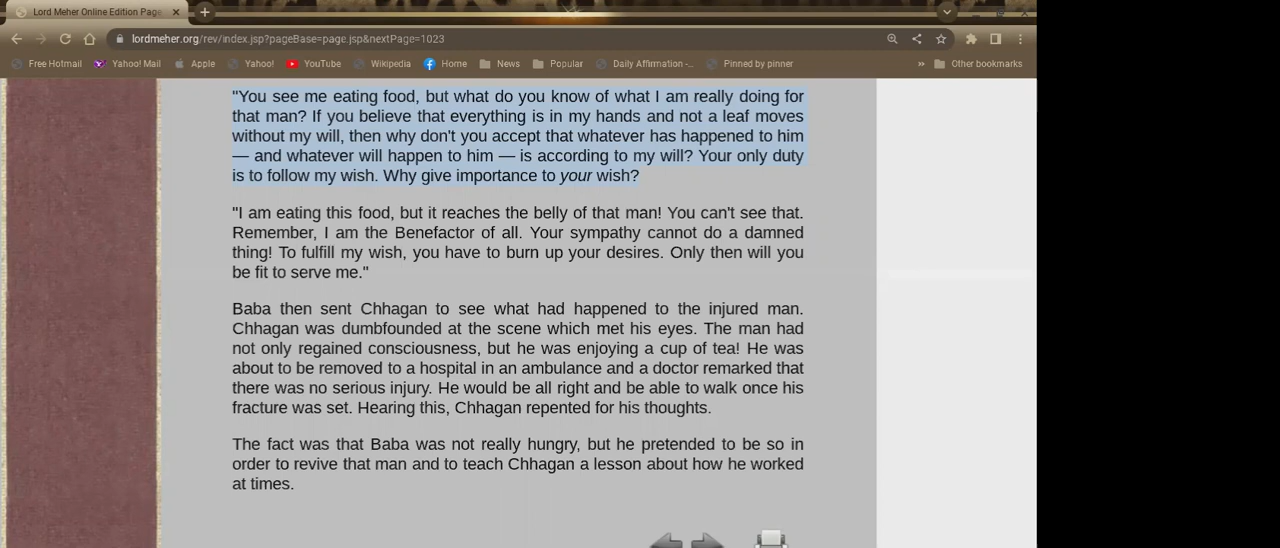 Lord Meher Online Edition Page
lordmeher.org/rev/index.jsp?pageBase=page.jsp&nextPage=1023
Free Hotmail Yahoo! Mail Apple Yahoo! YouTube Wikipedia Home News Popular Daily Affirmation -... Pinned by pinner » Other bookmarks
"You see me eating food, but what do you know of what I am really doing for
that man? If you believe that everything is in my hands and not a leaf moves
without my will, then why don't you accept that whatever has happened to him
— and whatever will happen to him — is according to my will? Your only duty
is to follow my wish. Why give importance to your wish?
"I am eating this food, but it reaches the belly of that man! You can't see that.
Remember, I am the Benefactor of all. Your sympathy cannot do a damned
thing! To fulfill my wish, you have to burn up your desires. Only then will you
be fit to serve me."
Baba then sent Chhagan to see what had happened to the injured man.
Chhagan was dumbfounded at the scene which met his eyes. The man had
not only regained consciousness, but he was enjoying a cup of tea! He was
about to be removed to a hospital in an ambulance and a doctor remarked that
there was no serious injury. He would be all right and be able to walk once his
fracture was set. Hearing this, Chhagan repented for his thoughts.
The fact was that Baba was not really hungry, but he pretended to be so in
order to revive that man and to teach Chhagan a lesson about how he worked
at times.